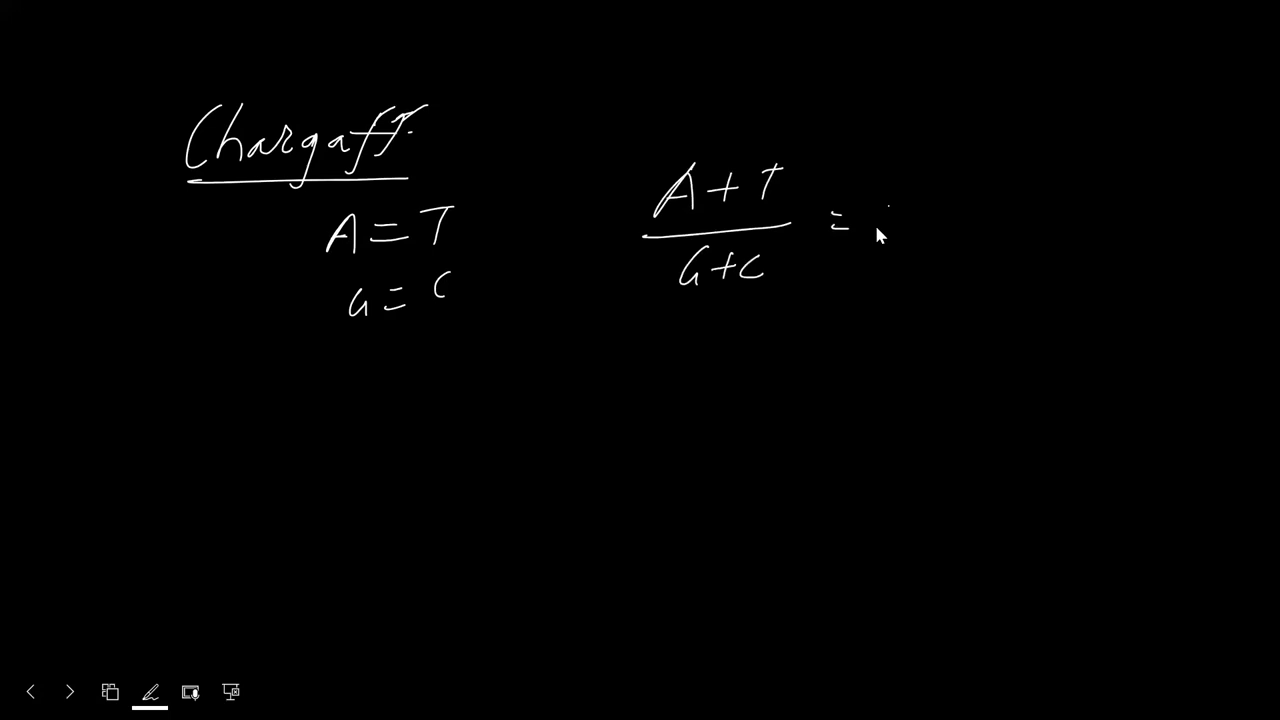 Chargaff
A = T
G = C
A + T
G + C
=